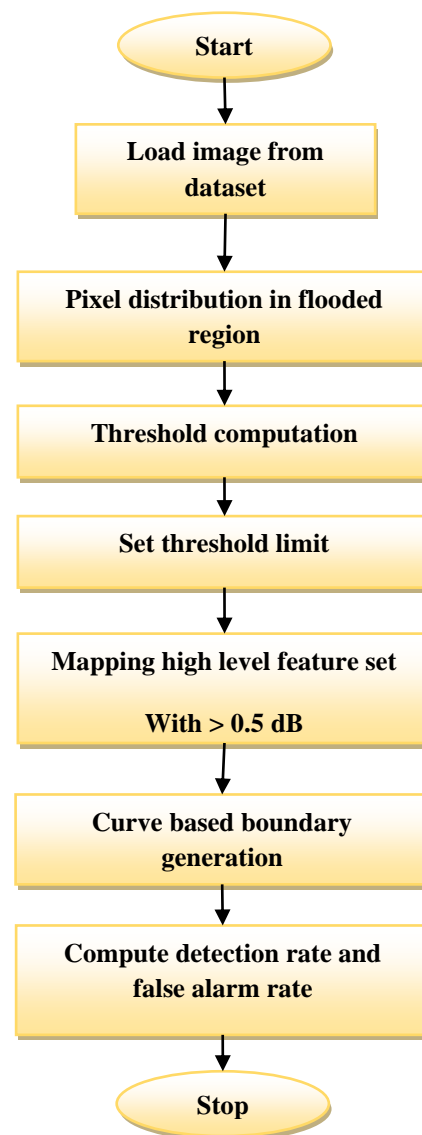 Start
Load image from
dataset
Pixel distribution in flooded
region
Threshold computation
Set threshold limit
Mapping high level feature set
With > 0.5 dB
Curve based boundary
generation
Compute detection rate and
false alarm rate
Stop